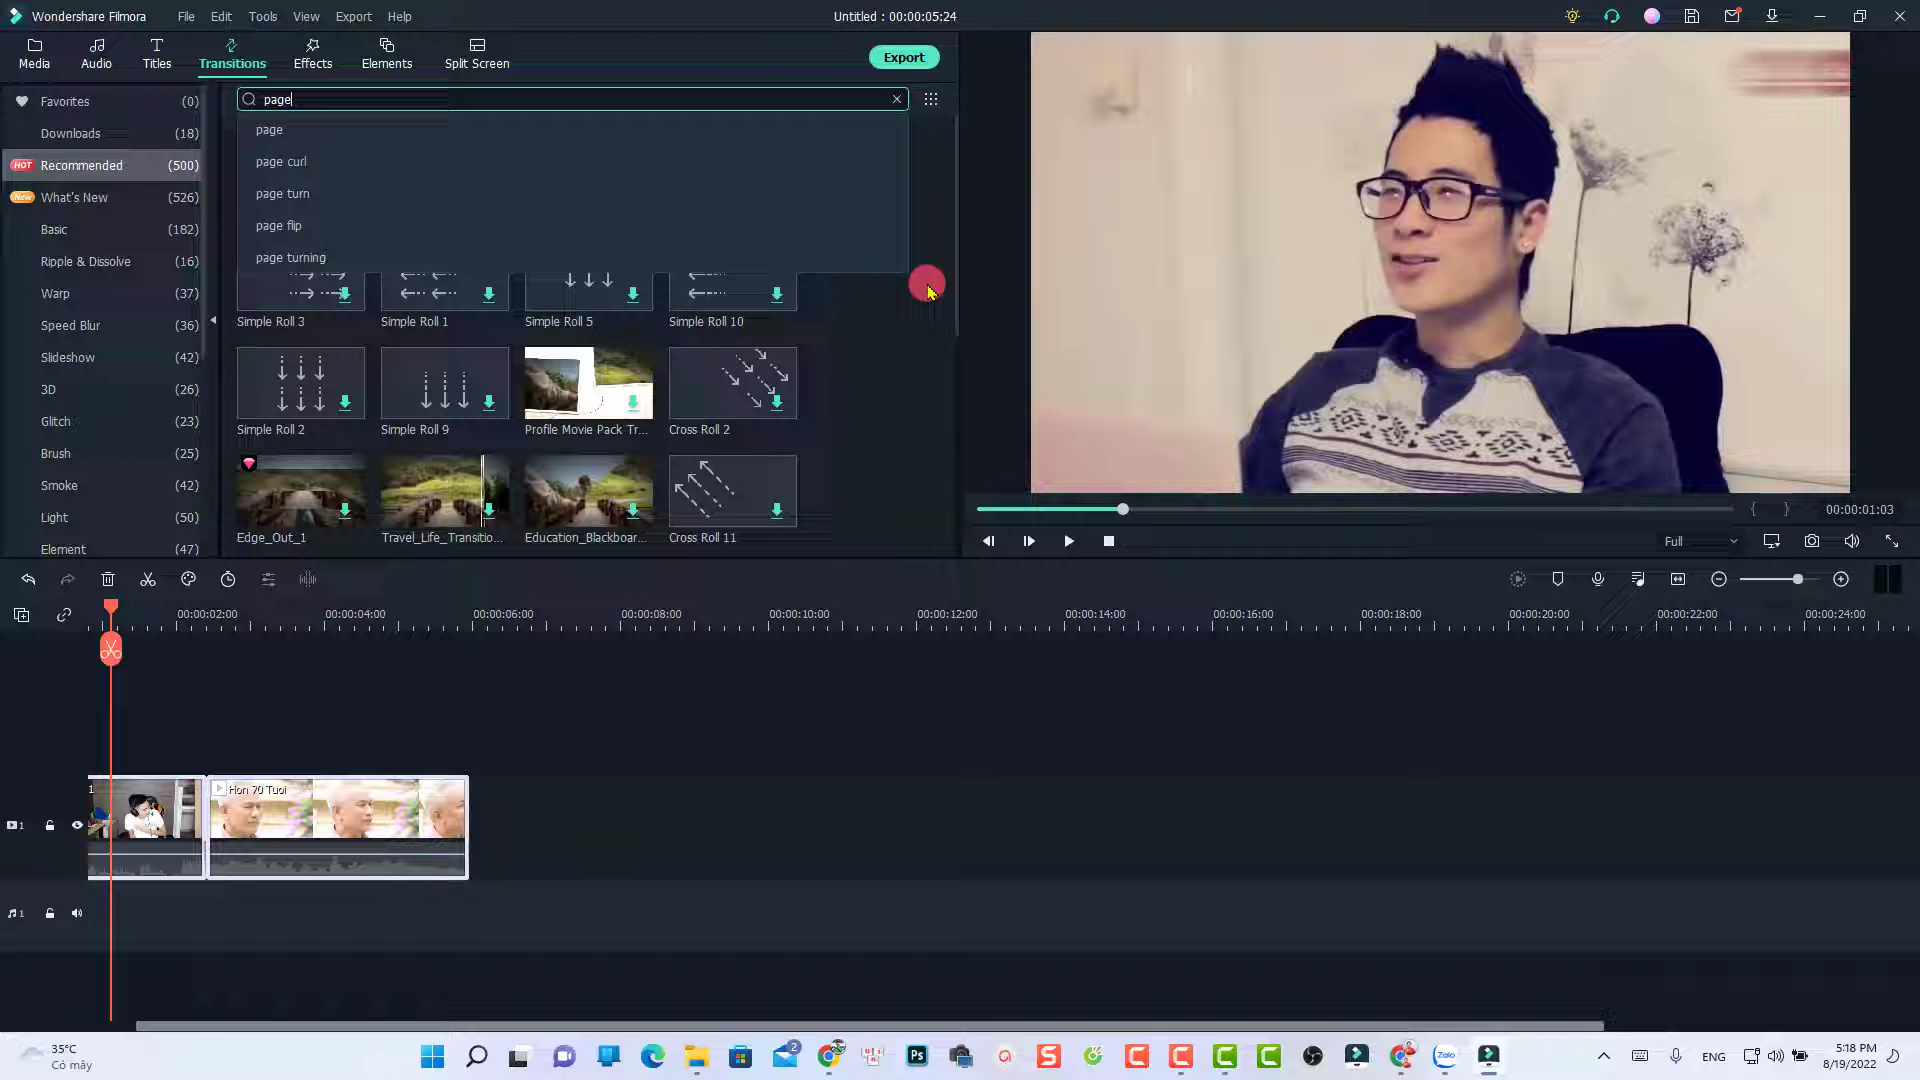 Wondershare Filmora
File
Edit
Tools
View
Export
Help
Untitled : 00:00:05:24
Media
Audio
Titles
Transitions
Effects
Elements
Split Screen
Export
Favorites (0)
Downloads (18)
HOT Recommended (500)
New What's New (526)
Basic (182)
Ripple & Dissolve (16)
Warp (37)
Speed Blur (36)
Slideshow (42)
3D (26)
Glitch (23)
Brush (25)
Smoke (42)
Light (50)
Element (47)
page
page
page curl
page turn
page flip
page turning
Simple Roll 3
Simple Roll 1
Simple Roll 5
Simple Roll 10
Simple Roll 2
Simple Roll 9
Profile Movie Pack Tr...
Cross Roll 2
Edge_Out_1
Travel_Life_Transitio...
Education_Blackboar...
Cross Roll 11
{ }
00:00:01:03
Full
00:00:02:00
00:00:04:00
00:00:06:00
00:00:08:00
00:00:10:00
00:00:12:00
00:00:14:00
00:00:16:00
00:00:18:00
00:00:20:00
00:00:22:00
00:00:24:00
1
1
Hon 70 Tuoi
1
35°C
Có mây
Ps
2
Zalo
ENG
5:18 PM
8/19/2022